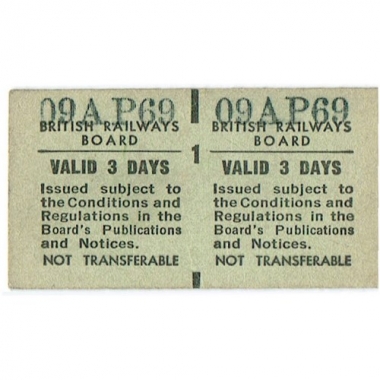 09AP69
BRITISH RAILWAYS
BOARD
VALID 3 DAYS
Issued subject to
the Conditions and
Regulations in the
Board's Publications
and Notices.
NOT TRANSFERABLE
1
09AP69
BRITISH RAILWAYS
BOARD
VALID 3 DAYS
Issued subject to
the Conditions and
Regulations in the
Board's Publications
and Notices.
NOT TRANSFERABLE